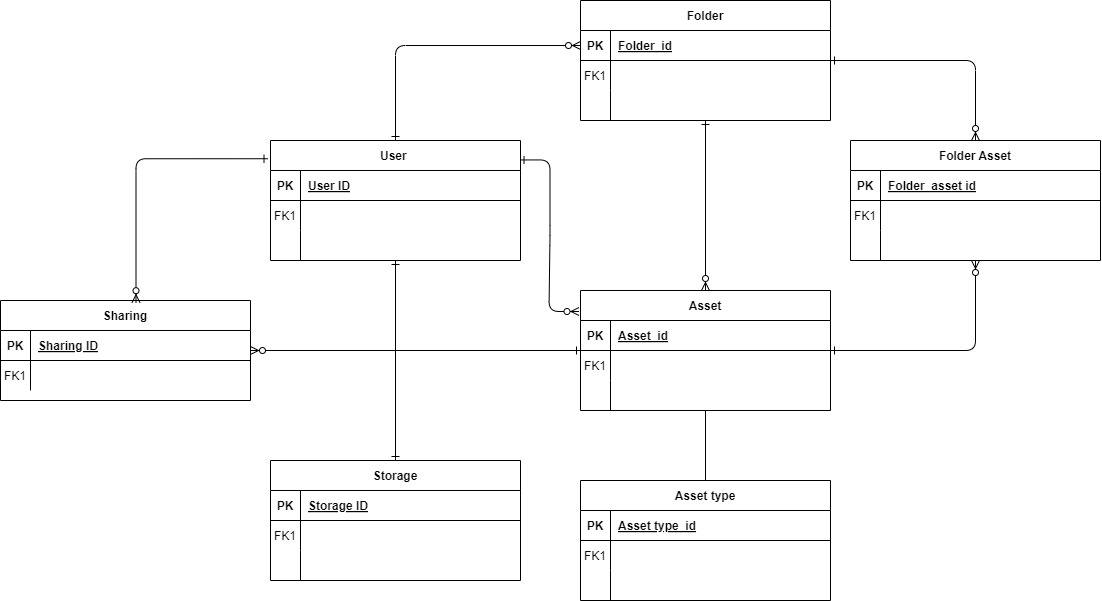 Folder
PK Folder_id
FK1
User
PK User ID
FK1
Folder Asset
PK Folder_asset id
FK1
Sharing
PK Sharing ID
FK1
Asset
PK Asset_id
FK1
Storage
PK Storage ID
FK1
Asset type
PK Asset type_id
FK1